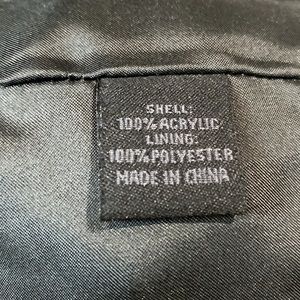 SHELL:
100% ACRYLIC
LINING:
100% POLYESTER
MADE IN CHINA